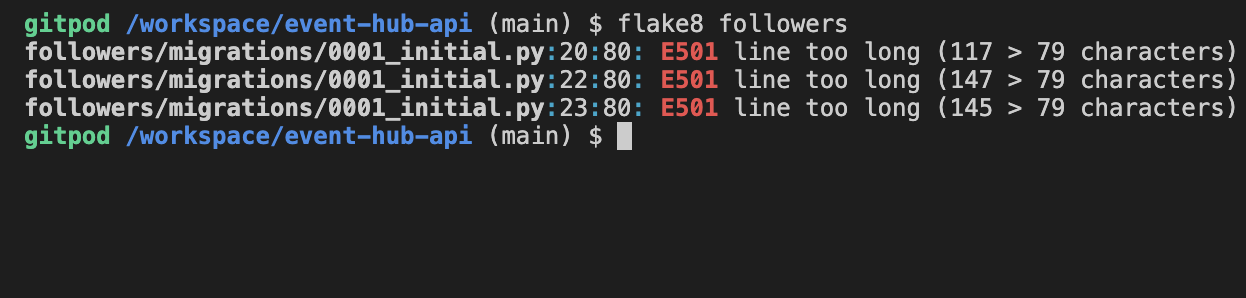 gitpod /workspace/event-hub-api (main) $ flake8 followers
followers/migrations/0001_initial.py:20:80: E501 line too long (117 > 79 characters)
followers/migrations/0001_initial.py:22:80: E501 line too long (147 > 79 characters)
followers/migrations/0001_initial.py:23:80: E501 line too long (145 > 79 characters)
gitpod /workspace/event-hub-api (main) $